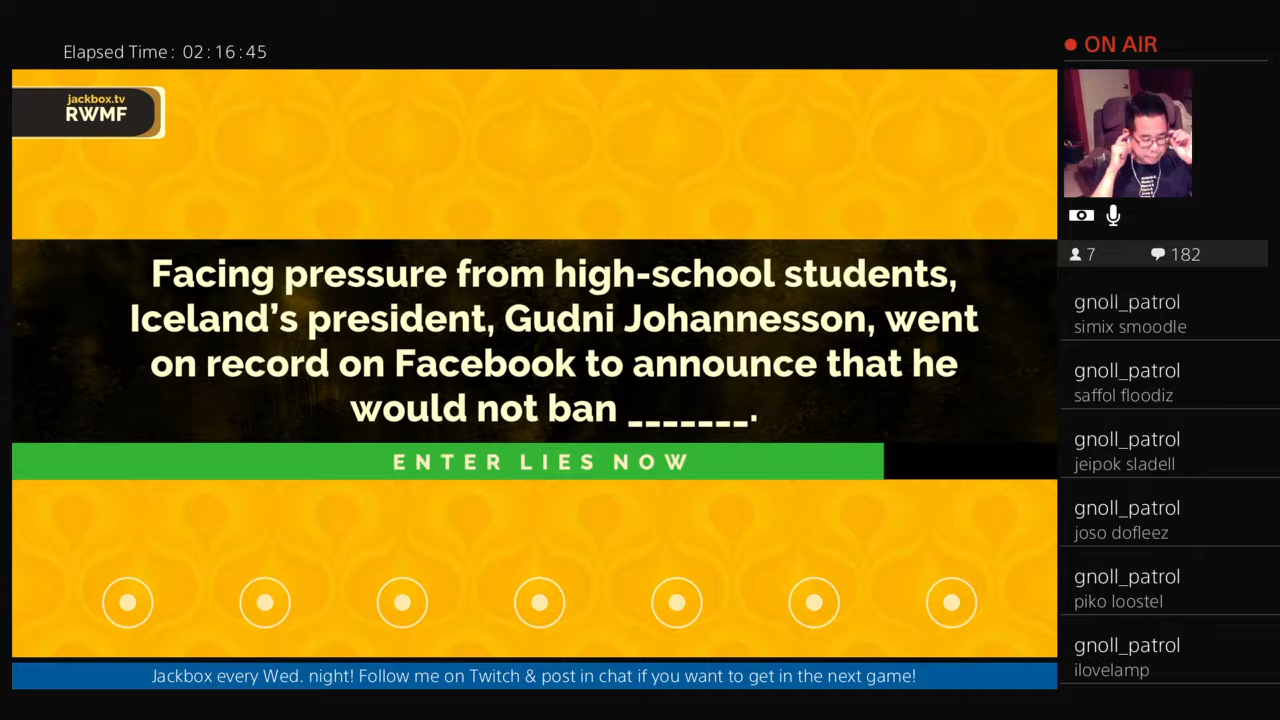 Elapsed Time: 02:16:45
ON AIR
jackbox.tv
RWMF
Facing pressure from high-school students,
Iceland's president, Gudni Johannesson, went
on record on Facebook to announce that he
would not ban _______.
ENTER LIES NOW
7 182
gnoll_patrol
simix smoodle
gnoll_patrol
saffol floodiz
gnoll_patrol
jeipok sladell
gnoll_patrol
joso dofleez
gnoll_patrol
piko loostel
gnoll_patrol
ilovelamp
Jackbox every Wed. night! Follow me on Twitch & post in chat if you want to get in the next game!